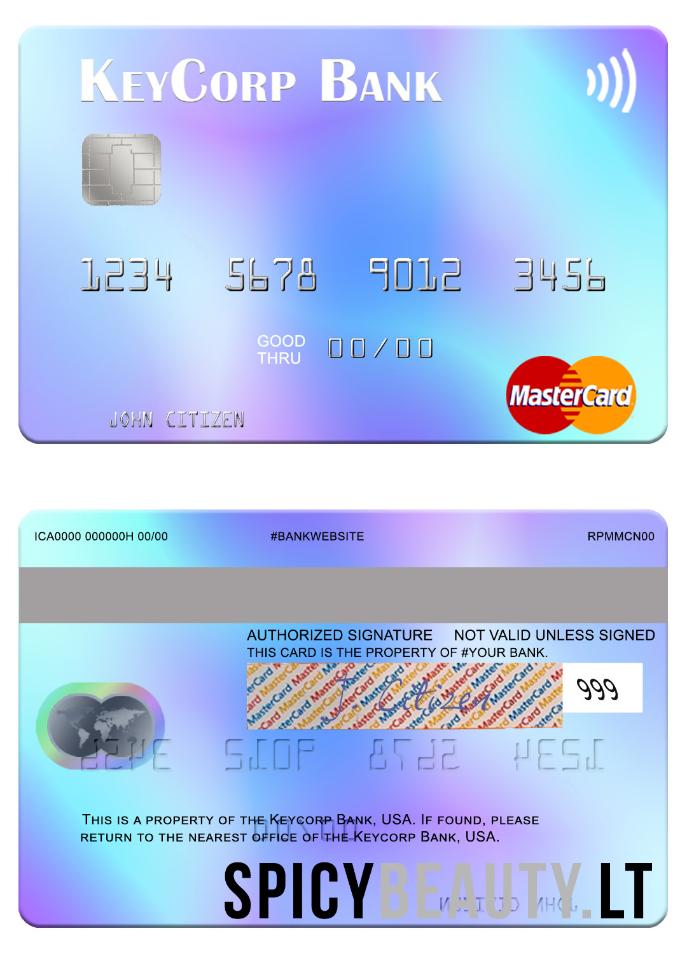 KEYCORP BANK
1234 5678 9012 3456
GOOD
THRU 00/00
MasterCard
JOHN CITIZEN
ICA0000 000000H 00/00 #BANKWEBSITE RPMMCN00
AUTHORIZED SIGNATURE NOT VALID UNLESS SIGNED
THIS CARD IS THE PROPERTY OF #YOUR BANK.
J. Citizen 999
THIS IS A PROPERTY OF THE KEYCORP BANK, USA. IF FOUND, PLEASE
RETURN TO THE NEAREST OFFICE OF THE KEYCORP BANK, USA.
SPICYBEAUTY.LT